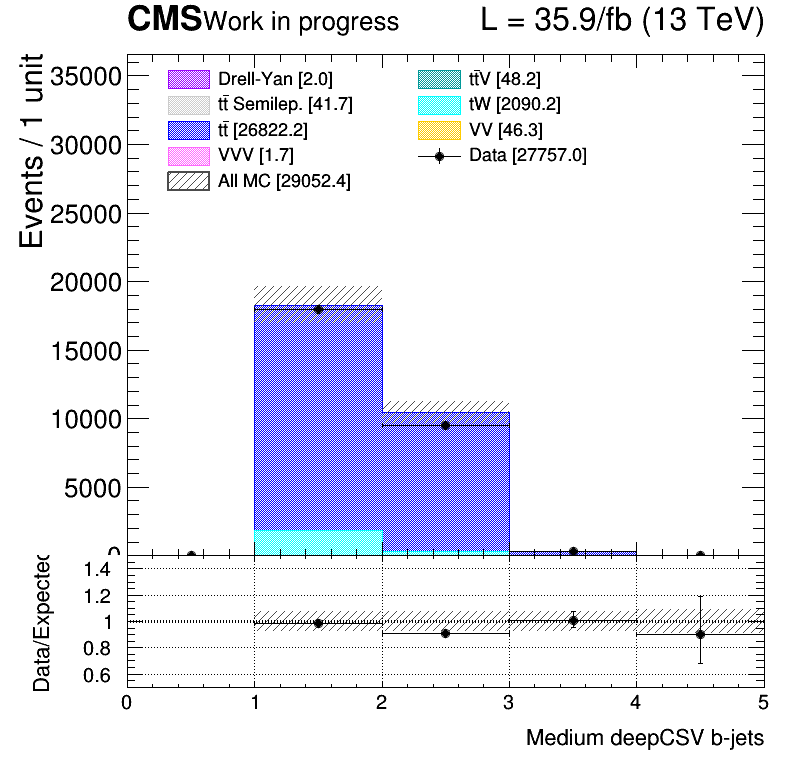 CMS Work in progress L = 35.9/fb (13 TeV)
Events / 1 unit
35000
30000
25000
20000
15000
10000
5000
0
Drell-Yan [2.0]
tt̄ Semilep. [41.7]
tt̄ [26822.2]
VVV [1.7]
All MC [29052.4]
tt̄V [48.2]
tW [2090.2]
VV [46.3]
Data [27757.0]
Data/Expected
1.4
1.2
1
0.8
0.6
0 1 2 3 4 5
Medium deepCSV b-jets